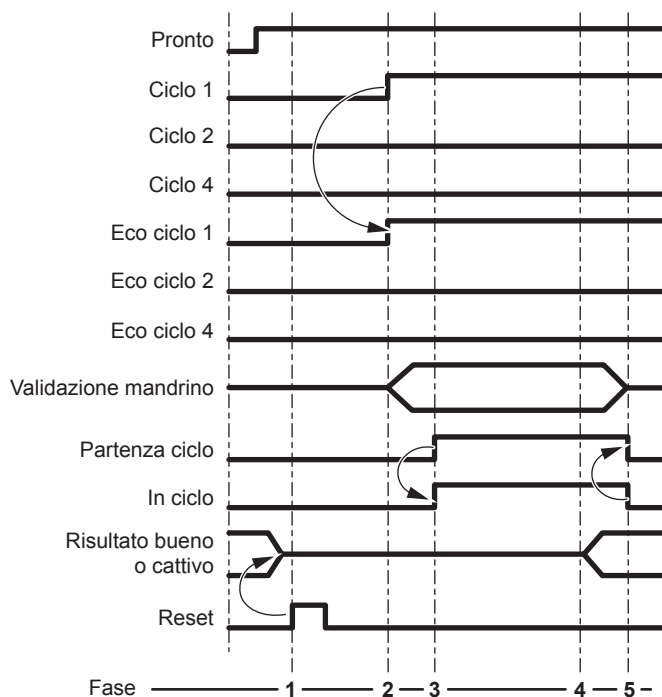 Pronto
Ciclo 1
Ciclo 2
Ciclo 4
Eco ciclo 1
Eco ciclo 2
Eco ciclo 4
Validazione mandrino
Partenza ciclo
In ciclo
Risultato bueno
o cattivo
Reset
Fase 1 2 3 4 5